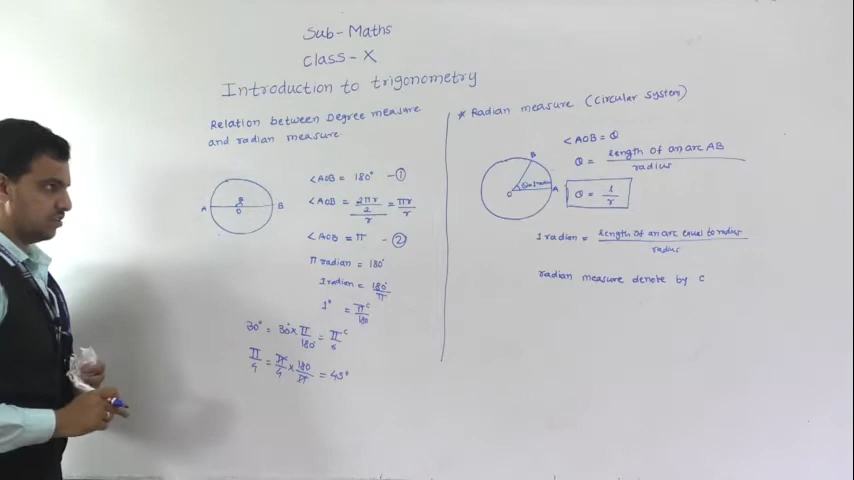 Sub-Maths
Class-X
Introduction to trigonometry
Relation between Degree measure
and radian measure
A
O
B
∠AOB = 180° -①
∠AOB = 2πr/2 / r = πr/r
∠AOB = π -②
π radian = 180°
1 radian = 180°/π
1° = π^c/180
30° = 30° × π/180° = π^c/6
π/4 = π/4 × 180/π = 45°
* Radian measure (Circular system)
B
O
A
∠AOB = θ
θ = length of an arc AB / radius
θ = l/r
1 radian = length of an arc equal to radius / radius
radian measure denote by c